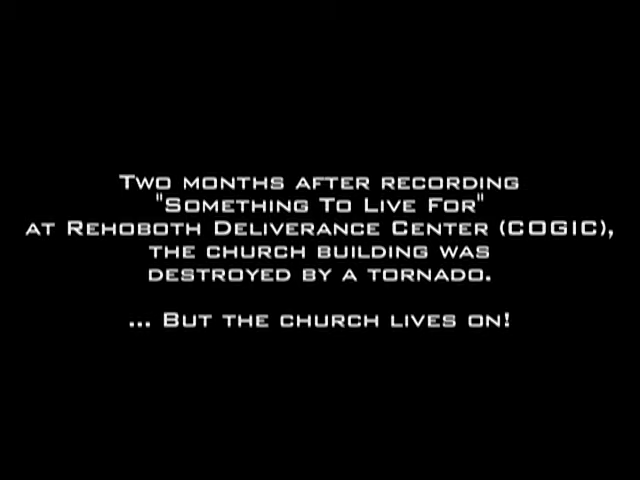 Two months after recording
"Something To Live For"
at Rehoboth Deliverance Center (COGIC),
the church building was
destroyed by a tornado.
... But the church lives on!